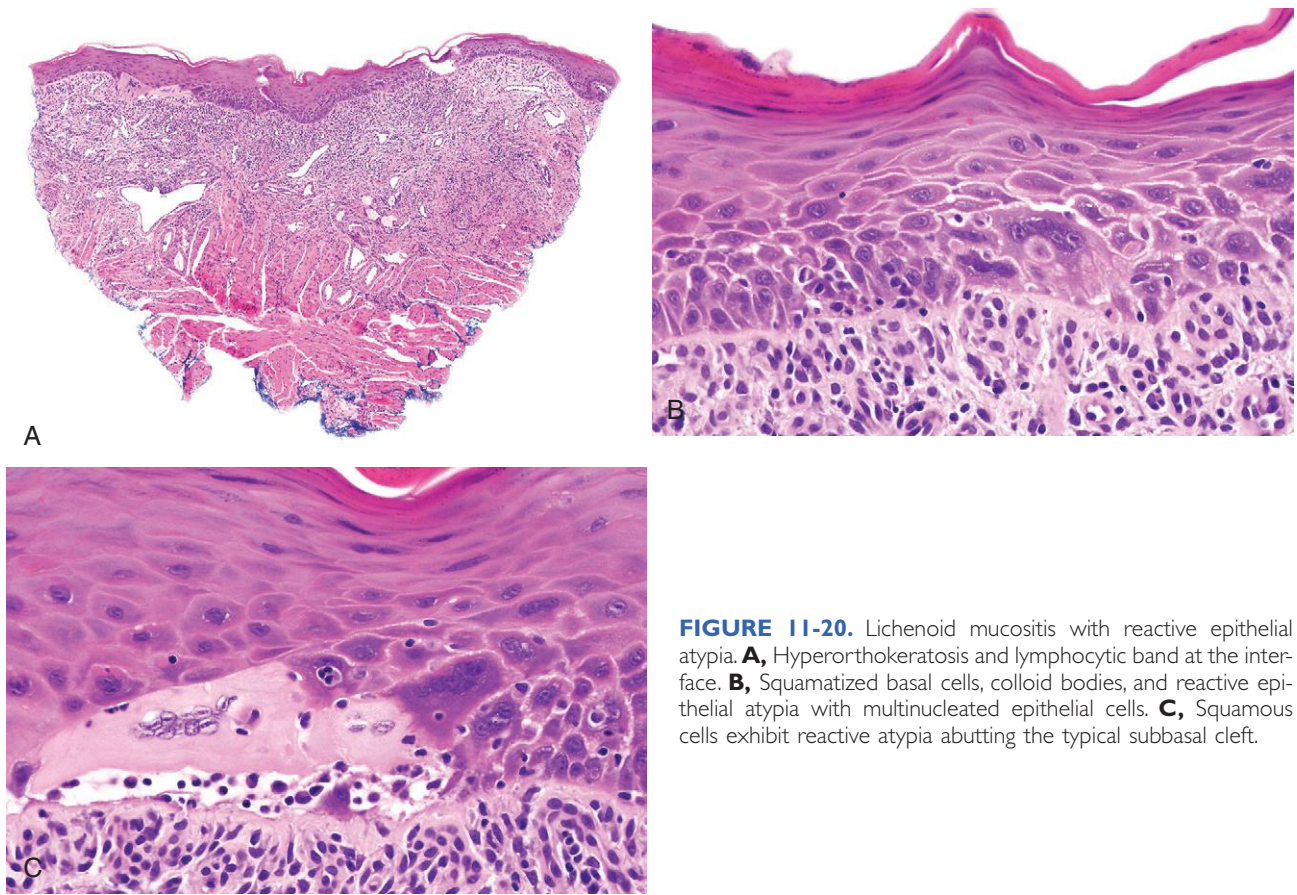 A
B
C
FIGURE 11-20. Lichenoid mucositis with reactive epithelial
atypia. A, Hyperorthokeratosis and lymphocytic band at the inter-
face. B, Squamatized basal cells, colloid bodies, and reactive epi-
thelial atypia with multinucleated epithelial cells. C, Squamous
cells exhibit reactive atypia abutting the typical subbasal cleft.